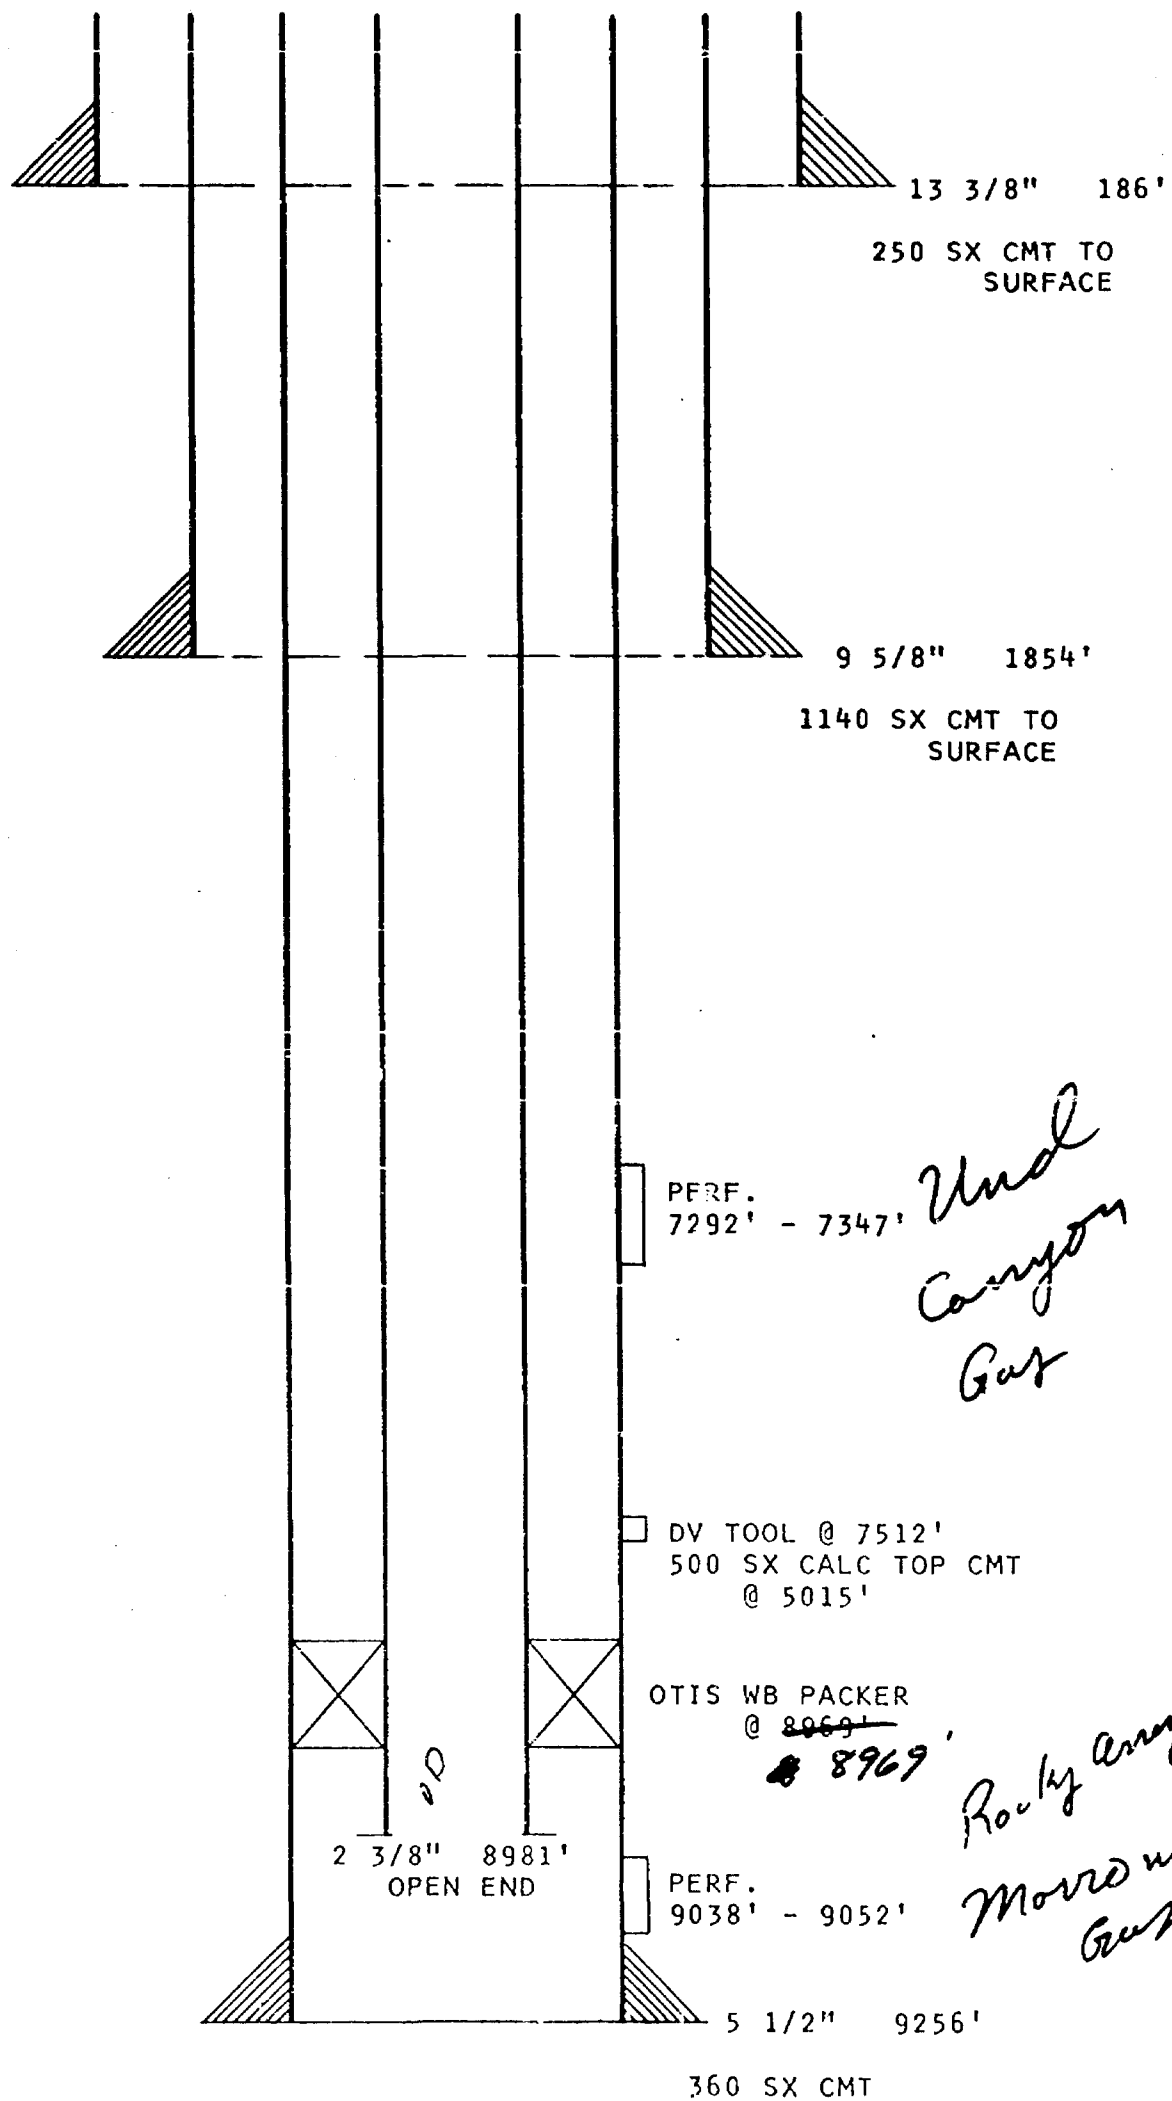 13 3/8" 186'
250 SX CMT TO
SURFACE
9 5/8" 1854'
1140 SX CMT TO
SURFACE
PERF.
7292' - 7347'
Und
Canyon
Gas
DV TOOL @ 7512'
500 SX CALC TOP CMT
@ 5015'
OTIS WB PACKER
@ 8069'
8969'
2 3/8" 8981'
OPEN END
PERF.
9038' - 9052'
Rocky
Morrow
Gas
5 1/2" 9256'
360 SX CMT